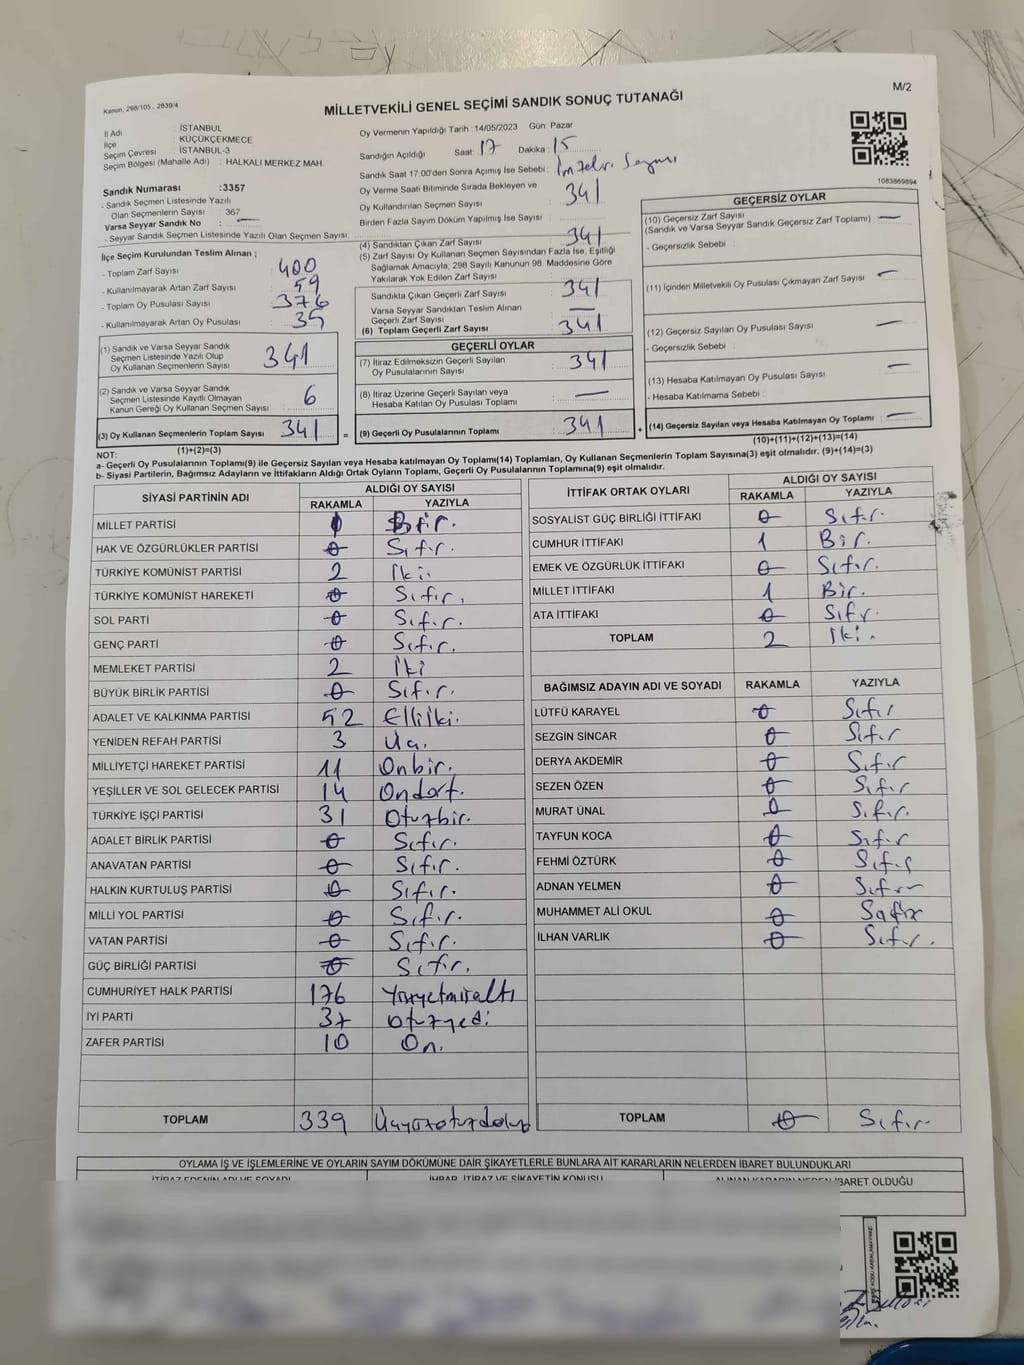 Kanun: 298/105 , 2839/4
M/2
MİLLETVEKİLİ GENEL SEÇİMİ SANDIK SONUÇ TUTANAĞI
İl Adı : İSTANBUL
İlçe : KÜÇÜKÇEKMECE
Seçim Çevresi : İSTANBUL-3
Seçim Bölgesi (Mahalle Adı) : HALKALI MERKEZ MAH.
Sandık Numarası :3357
- Sandık Seçmen Listesinde Yazılı
Olan Seçmenlerin Sayısı : 367
Varsa Seyyar Sandık No : —
- Seyyar Sandık Seçmen Listesinde Yazılı Olan Seçmen Sayısı:
Oy Vermenin Yapıldığı Tarih :14/05/2023 Gün: Pazar
Sandığın Açıldığı Saat: 17 Dakika : 15
Sandık Saat 17:00'den Sonra Açımış İse Sebebi:
Oy Verme Saati Bitiminde Sırada Bekleyen ve
Oy Kullandırılan Seçmen Sayısı : 341
Birden Fazla Sayım Döküm Yapılmış İse Sayısı :
1083869894
İlçe Seçim Kurulundan Teslim Alınan ;
- Toplam Zarf Sayısı : 400
- Kullanılmayarak Artan Zarf Sayısı : 59
- Toplam Oy Pusulası Sayısı : 376
- Kullanılmayarak Artan Oy Pusulası : 35
(1) Sandık ve Varsa Seyyar Sandık
Seçmen Listesinde Yazılı Olup
Oy Kullanan Seçmenlerin Sayısı : 341
(2) Sandık ve Varsa Seyyar Sandık
Seçmen Listesinde Kayıtlı Olmayan
Kanun Gereği Oy Kullanan Seçmen Sayısı : 6
(3) Oy Kullanan Seçmenlerin Toplam Sayısı : 341 =
(1)+(2)=(3)
(4) Sandıktan Çıkan Zarf Sayısı : 341
(5) Zarf Sayısı Oy Kullanan Seçmen Sayısından Fazla İse, Eşitliği
Sağlamak Amacıyla, 298 Sayılı Kanunun 98. Maddesine Göre
Yakılarak Yok Edilen Zarf Sayısı :
Sandıkta Çıkan Geçerli Zarf Sayısı : 341
Varsa Seyyar Sandıktan Teslim Alınan
Geçerli Zarf Sayısı : —
(6) Toplam Geçerli Zarf Sayısı : 341
GEÇERLİ OYLAR
(7) İtiraz Edilmeksizin Geçerli Sayılan
Oy Pusulalarının Sayısı : 341
(8) İtiraz Üzerine Geçerli Sayılan veya
Hesaba Katılan Oy Pusulası Toplamı : —
(9) Geçerli Oy Pusulalarının Toplamı : 341 +
GEÇERSİZ OYLAR
(10) Geçersiz Zarf Sayısı : —
(Sandık ve Varsa Seyyar Sandık Geçersiz Zarf Toplamı)
- Geçersizlik Sebebi :
(11) İçinden Milletvekili Oy Pusulası Çıkmayan Zarf Sayısı : —
(12) Geçersiz Sayılan Oy Pusulası Sayısı : —
- Geçersizlik Sebebi :
(13) Hesaba Katılmayan Oy Pusulası Sayısı : —
- Hesaba Katılmama Sebebi :
(14) Geçersiz Sayılan veya Hesaba Katılmayan Oy Toplamı : —
(10)+(11)+(12)+(13)=(14)
NOT:
a- Geçerli Oy Pusulalarının Toplamı(9) ile Geçersiz Sayılan veya Hesaba katılmayan Oy Toplamı(14) Toplamları, Oy Kullanan Seçmenlerin Toplam Sayısına(3) eşit olmalıdır. (9)+(14)=(3)
b- Siyasi Partilerin, Bağımsız Adayların ve İttifakların Aldığı Ortak Oyların Toplamı, Geçerli Oy Pusulalarının Toplamına(9) eşit olmalıdır.
SİYASİ PARTİNİN ADI ALDIĞI OY SAYISI
RAKAMLA YAZIYLA
MİLLET PARTİSİ Bir.
HAK VE ÖZGÜRLÜKLER PARTİSİ 0 Sıfır.
TÜRKİYE KOMÜNİST PARTİSİ 2 İki.
TÜRKİYE KOMÜNİST HAREKETİ 0 Sıfır.
SOL PARTİ 0 Sıfır.
GENÇ PARTİ 0 Sıfır.
MEMLEKET PARTİSİ 2 İki
BÜYÜK BİRLİK PARTİSİ 0 Sıfır.
ADALET VE KALKINMA PARTİSİ 52 Elliiki.
YENİDEN REFAH PARTİSİ 3 Üç.
MİLLİYETÇİ HAREKET PARTİSİ 11 Onbir.
YEŞİLLER VE SOL GELECEK PARTİSİ 14 Ondört.
TÜRKİYE İŞÇİ PARTİSİ 31 Otuzbir.
ADALET BİRLİK PARTİSİ 0 Sıfır.
ANAVATAN PARTİSİ 0 Sıfır.
HALKIN KURTULUŞ PARTİSİ 0 Sıfır.
MİLLİ YOL PARTİSİ 0 Sıfır.
VATAN PARTİSİ 0 Sıfır.
GÜÇ BİRLİĞİ PARTİSİ 0 Sıfır.
CUMHURİYET HALK PARTİSİ 176 Yüzyetmişaltı
İYİ PARTİ 37 Otuzyedi
ZAFER PARTİSİ 10 On.
TOPLAM 339 Üçyüzotuzdokuz
İTTİFAK ORTAK OYLARI ALDIĞI OY SAYISI
RAKAMLA YAZIYLA
SOSYALİST GÜÇ BİRLİĞİ İTTİFAKI 0 Sıfır.
CUMHUR İTTİFAKI 1 Bir.
EMEK VE ÖZGÜRLÜK İTTİFAKI 0 Sıfır.
MİLLET İTTİFAKI 1 Bir.
ATA İTTİFAKI 0 Sıfır
TOPLAM 2 İki.
BAĞIMSIZ ADAYIN ADI VE SOYADI RAKAMLA YAZIYLA
LÜTFÜ KARAYEL 0 Sıfır
SEZGİN SİNCAR 0 Sıfır
DERYA AKDEMİR 0 Sıfır
SEZEN ÖZEN 0 Sıfır
MURAT ÜNAL 0 Sıfır.
TAYFUN KOCA 0 Sıfır
FEHMİ ÖZTÜRK 0 Sıfır
ADNAN YELMEN 0 Sıfır
MUHAMMET ALİ OKUL 0 Sıfır
İLHAN VARLIK 0 Sıfır.
TOPLAM 0 Sıfır
OYLAMA İŞ VE İŞLEMLERİNE VE OYLARIN SAYIM DÖKÜMÜNE DAİR ŞİKAYETLERLE BUNLARA AİT KARARLARIN NELERDEN İBARET BULUNDUKLARI
İTİRAZ EDENİN ADI VE SOYADI İHBAR, İTİRAZ VE ŞİKAYETİN KONUSU ALINAN KARARIN NEDEN İBARET OLDUĞU